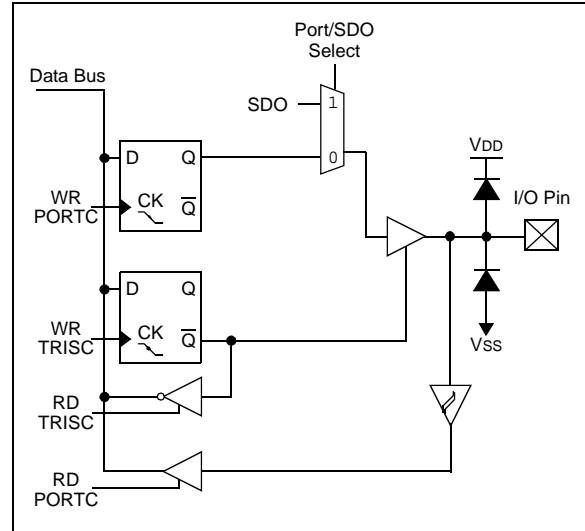 Port/SDO
Select
Data Bus
SDO
1
0
D Q
CK
Q
WR
PORTC
VDD
I/O Pin
D Q
CK
Q
WR
TRISC
VSS
RD
TRISC
RD
PORTC